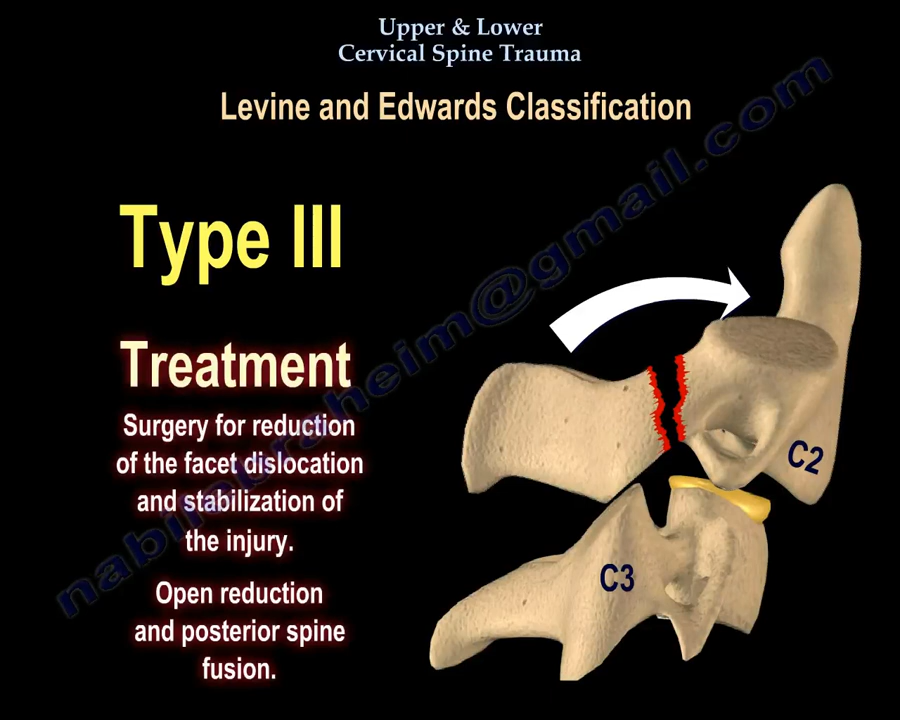 Upper & Lower
Cervical Spine Trauma
Levine and Edwards Classification
Type III
Treatment
Surgery for reduction
of the facet dislocation
and stabilization of
the injury.
Open reduction
and posterior spine
fusion.
C2
C3
nabilebraheim@gmail.com